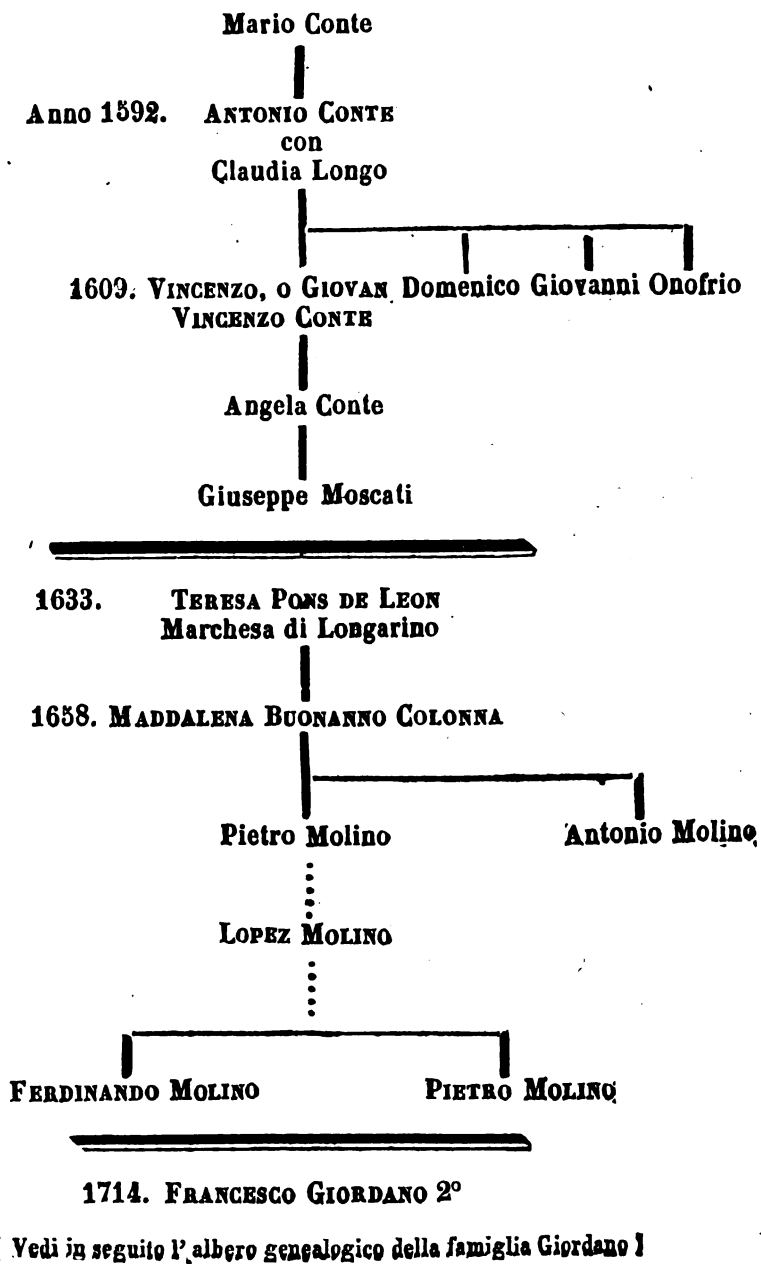 Mario Conte
Anno 1592. ANTONIO CONTE
con
Claudia Longo
1609. VINCENZO, O GIOVAN Domenico Giovanni Onofrio
VINCENZO CONTE
Angela Conte
Giuseppe Moscati
1633. TERESA PONS DE LEON
Marchesa di Longarino
1658. MADDALENA BUONANNO COLONNA
Pietro Molino Antonio Molino
LOPEZ MOLINO
FERDINANDO MOLINO PIETRO MOLINO
1714. FRANCESCO GIORDANO 2º
[ Vedi in seguito l'albero genealogico della famiglia Giordano ]